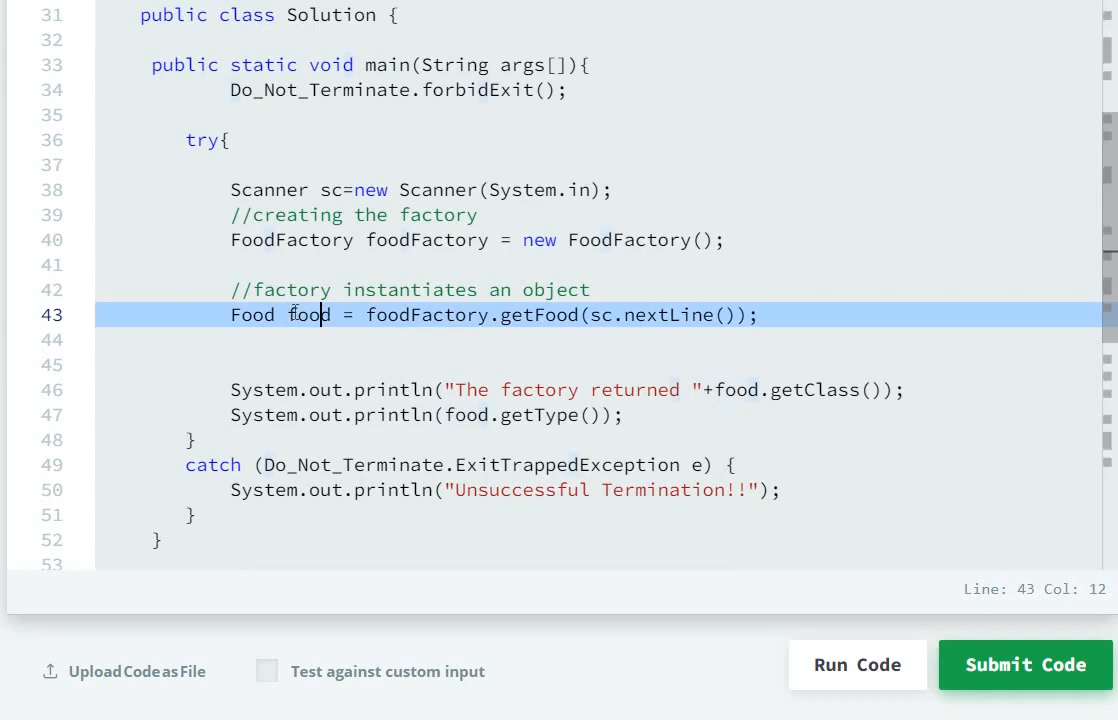 31 public class Solution {
32
33 public static void main(String args[]){
34 Do_Not_Terminate.forbidExit();
35
36 try{
37
38 Scanner sc=new Scanner(System.in);
39 //creating the factory
40 FoodFactory foodFactory = new FoodFactory();
41
42 //factory instantiates an object
43 Food food = foodFactory.getFood(sc.nextLine());
44
45
46 System.out.println("The factory returned "+food.getClass());
47 System.out.println(food.getType());
48 }
49 catch (Do_Not_Terminate.ExitTrappedException e) {
50 System.out.println("Unsuccessful Termination!!");
51 }
52 }
53
Line: 43 Col: 12
Upload Code as File
Test against custom input
Run Code
Submit Code